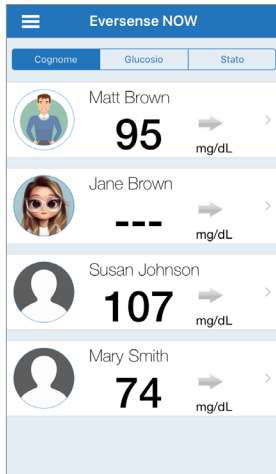 Eversense NOW
Cognome Glucosio Stato
Matt Brown
95
mg/dL
Jane Brown
---
mg/dL
Susan Johnson
107
mg/dL
Mary Smith
74
mg/dL